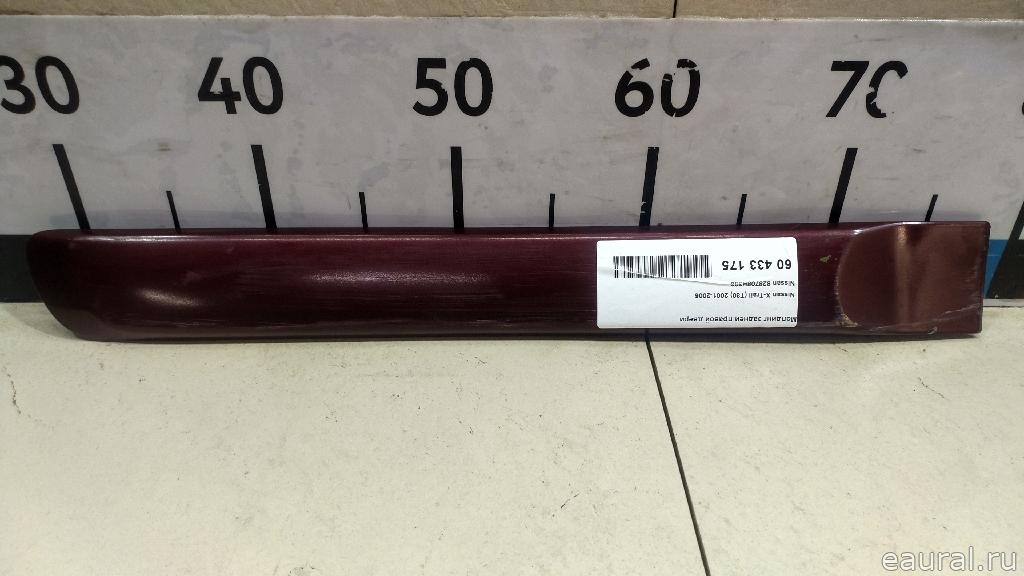 30 40 50 60 70
Молдинг задней правой двери
Nissan X-Trail (T30) 2001-2006
Nissan
60 433 175
eaural.ru